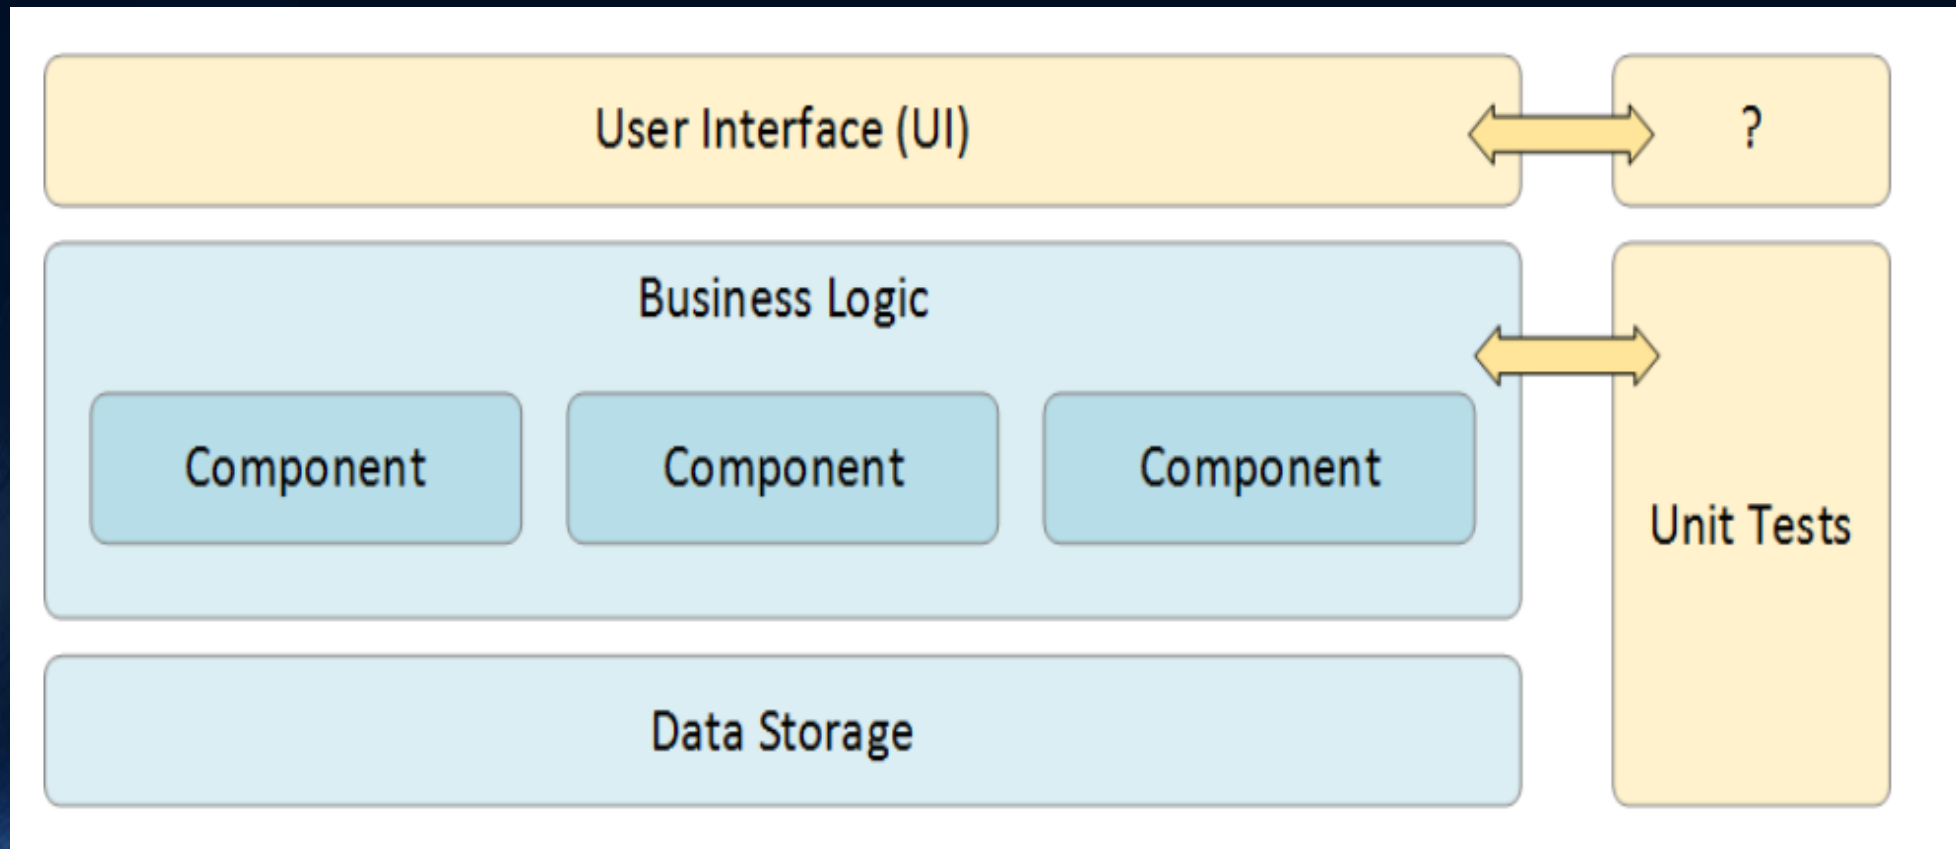 User Interface (UI)
?
Business Logic
Component
Component
Component
Unit Tests
Data Storage